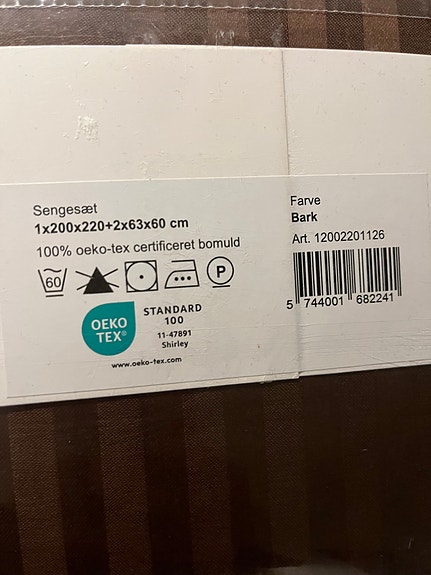 Sengesæt
1x200x220+2x63x60 cm
100% oeko-tex certificeret bomuld
60
P
OEKO
TEX®
STANDARD
100
11-47891
Shirley
www.oeko-tex.com
Farve
Bark
Art. 12002201126
5 744001 682241